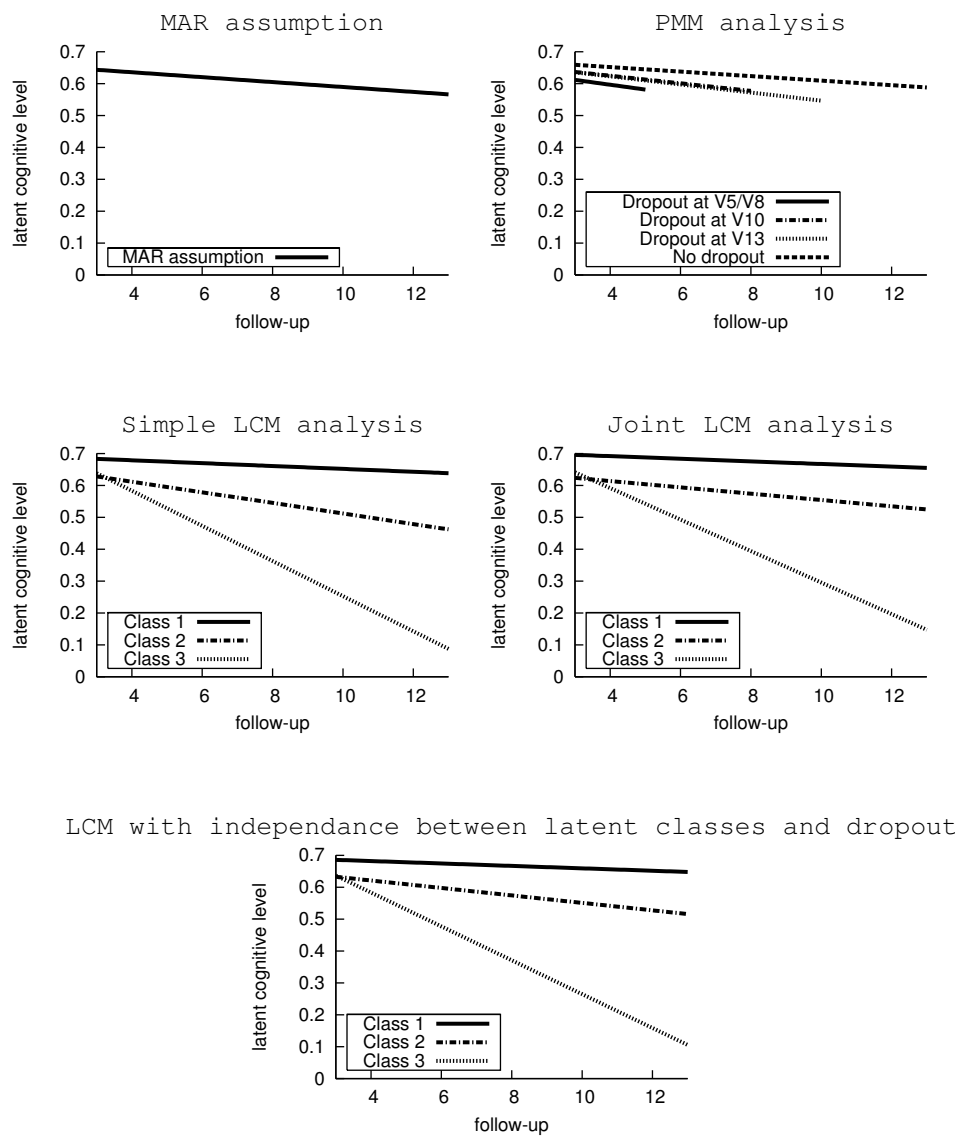 MAR assumption
0.7
0.6
0.5
0.4
0.3
0.2
0.1
0
latent cognitive level
MAR assumption
4 6 8 10 12
follow-up
PMM analysis
0.7
0.6
0.5
0.4
0.3
0.2
0.1
0
latent cognitive level
Dropout at V5/V8
Dropout at V10
Dropout at V13
No dropout
4 6 8 10 12
follow-up
Simple LCM analysis
0.7
0.6
0.5
0.4
0.3
0.2
0.1
0
latent cognitive level
Class 1
Class 2
Class 3
4 6 8 10 12
follow-up
Joint LCM analysis
0.7
0.6
0.5
0.4
0.3
0.2
0.1
0
latent cognitive level
Class 1
Class 2
Class 3
4 6 8 10 12
follow-up
LCM with independance between latent classes and dropout
0.7
0.6
0.5
0.4
0.3
0.2
0.1
0
latent cognitive level
Class 1
Class 2
Class 3
4 6 8 10 12
follow-up